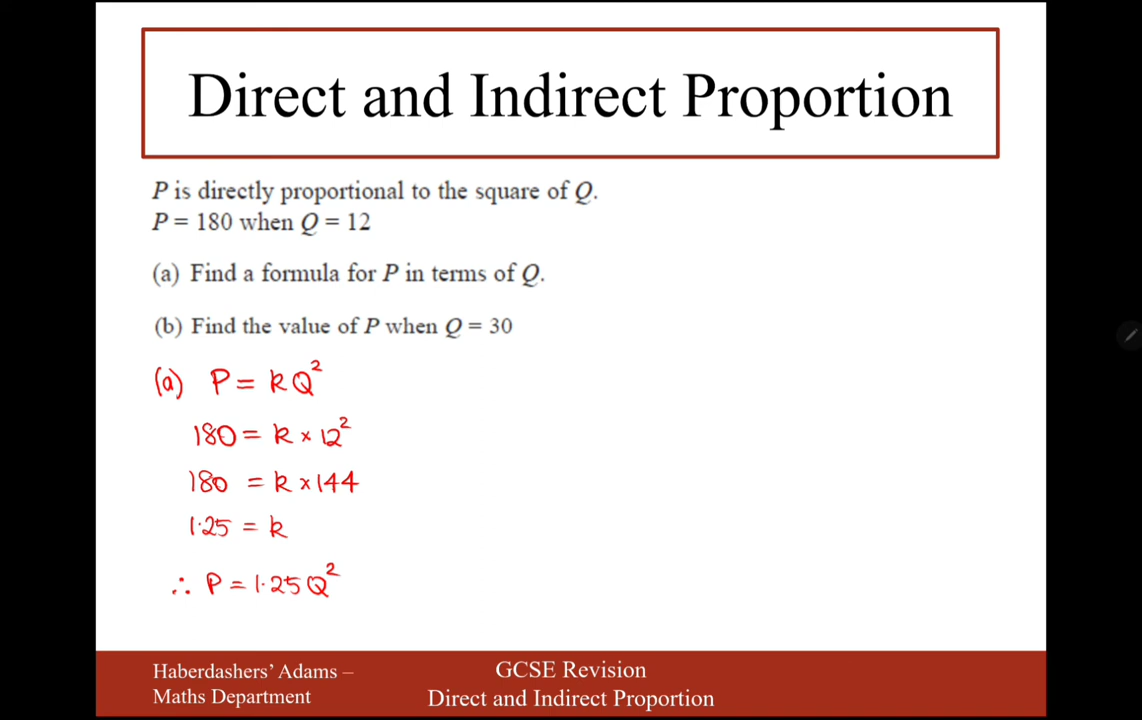 Direct and Indirect Proportion
P is directly proportional to the square of Q.
P = 180 when Q = 12
(a) Find a formula for P in terms of Q.
(b) Find the value of P when Q = 30
(a) P = kQ²
180 = k × 12²
180 = k × 144
1·25 = k
∴ P = 1·25Q²
Haberdashers’ Adams –
Maths Department
GCSE Revision
Direct and Indirect Proportion